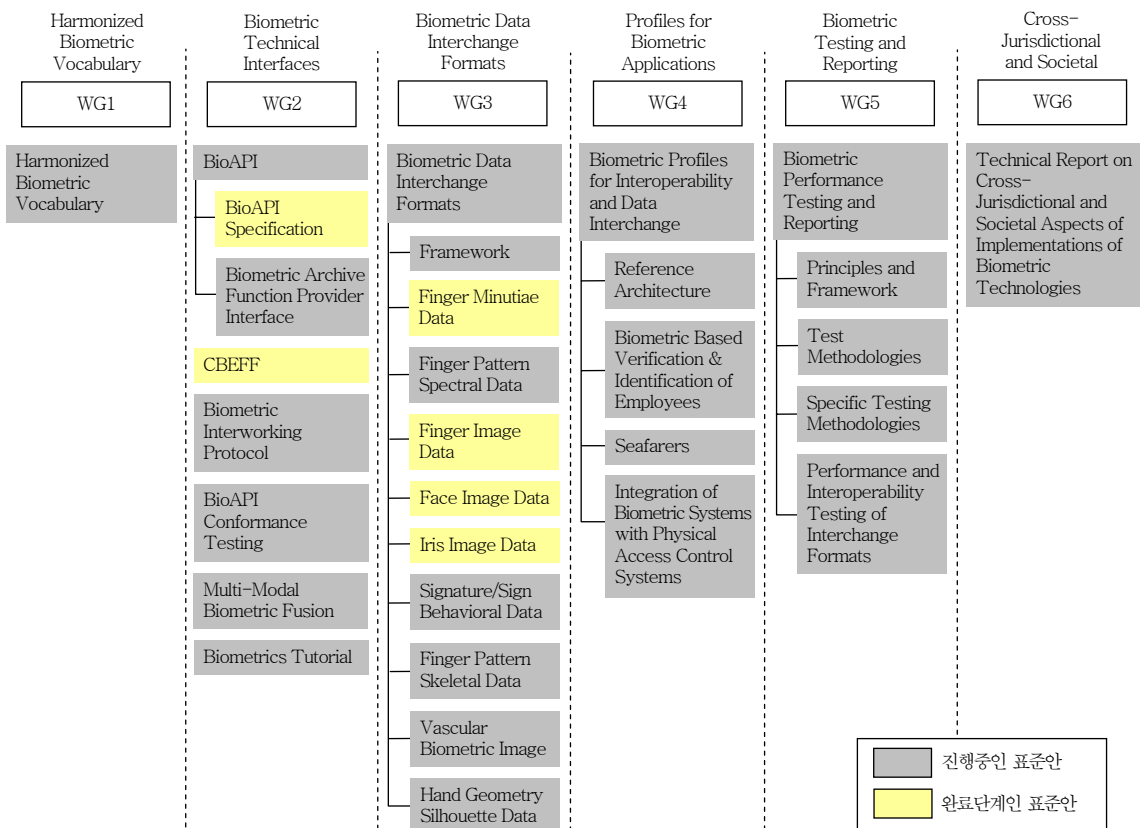 Harmonized
Biometric
Vocabulary
WG1
Harmonized
Biometric
Vocabulary
Biometric
Technical
Interfaces
WG2
BioAPI
BioAPI
Specification
Biometric Archive
Function Provider
Interface
CBEFF
Biometric
Interworking
Protocol
BioAPI
Conformance
Testing
Multi-Modal
Biometric Fusion
Biometrics Tutorial
Biometric Data
Interchange
Formats
WG3
Biometric Data
Interchange
Formats
Framework
Finger Minutiae
Data
Finger Pattern
Spectral Data
Finger Image
Data
Face Image Data
Iris Image Data
Signature/Sign
Behavioral Data
Finger Pattern
Skeletal Data
Vascular
Biometric Image
Hand Geometry
Silhouette Data
Profiles for
Biometric
Applications
WG4
Biometric Profiles
for Interoperability
and Data
Interchange
Reference
Architecture
Biometric Based
Verification &
Identification of
Employees
Seafarers
Integration of
Biometric Systems
with Physical
Access Control
Systems
Biometric
Testing and
Reporting
WG5
Biometric
Performance
Testing and
Reporting
Principles and
Framework
Test
Methodologies
Specific Testing
Methodologies
Performance and
Interoperability
Testing of
Interchange
Formats
Cross-
Jurisdictional
and Societal
WG6
Technical Report on
Cross-
Jurisdictional and
Societal Aspects of
Implementations of
Biometric
Technologies
진행중인 표준안
완료단계인 표준안